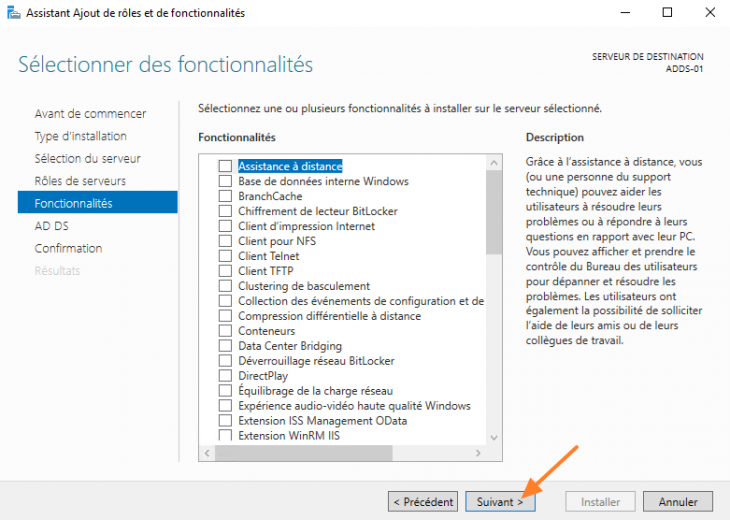 Assistant Ajout de rôles et de fonctionnalités
Sélectionner des fonctionnalités
SERVEUR DE DESTINATION
ADDS-01
Avant de commencer
Type d'installation
Sélection du serveur
Rôles de serveurs
Fonctionnalités
AD DS
Confirmation
Résultats
Sélectionnez une ou plusieurs fonctionnalités à installer sur le serveur sélectionné.
Fonctionnalités
Assistance à distance
Base de données interne Windows
BranchCache
Chiffrement de lecteur BitLocker
Client d'impression Internet
Client pour NFS
Client Telnet
Client TFTP
Clustering de basculement
Collection des événements de configuration et de
Compression différentielle à distance
Conteneurs
Data Center Bridging
Déverrouillage réseau BitLocker
DirectPlay
Équilibrage de la charge réseau
Expérience audio-vidéo haute qualité Windows
Extension ISS Management OData
Extension WinRM IIS
Description
Grâce à l'assistance à distance, vous
(ou une personne du support
technique) pouvez aider les
utilisateurs à résoudre leurs
problèmes ou à répondre à leurs
questions en rapport avec leur PC.
Vous pouvez afficher et prendre le
contrôle du Bureau des utilisateurs
pour dépanner et résoudre les
problèmes. Les utilisateurs ont
également la possibilité de solliciter
l'aide de leurs amis ou de leurs
collègues de travail.
< Précédent
Suivant >
Installer
Annuler